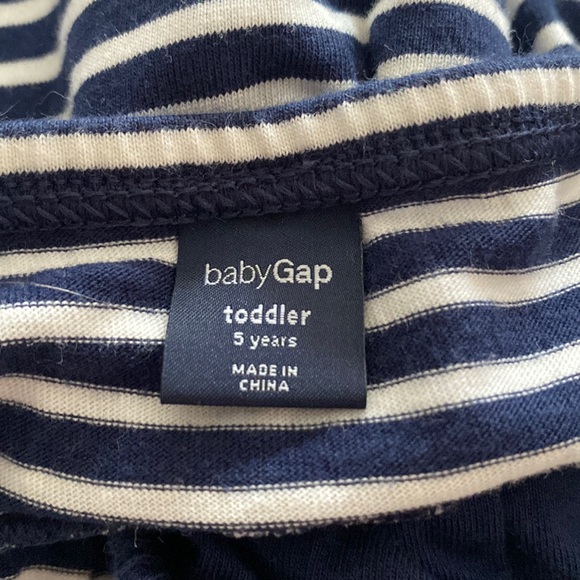 babyGap
toddler
5 years
MADE IN
CHINA